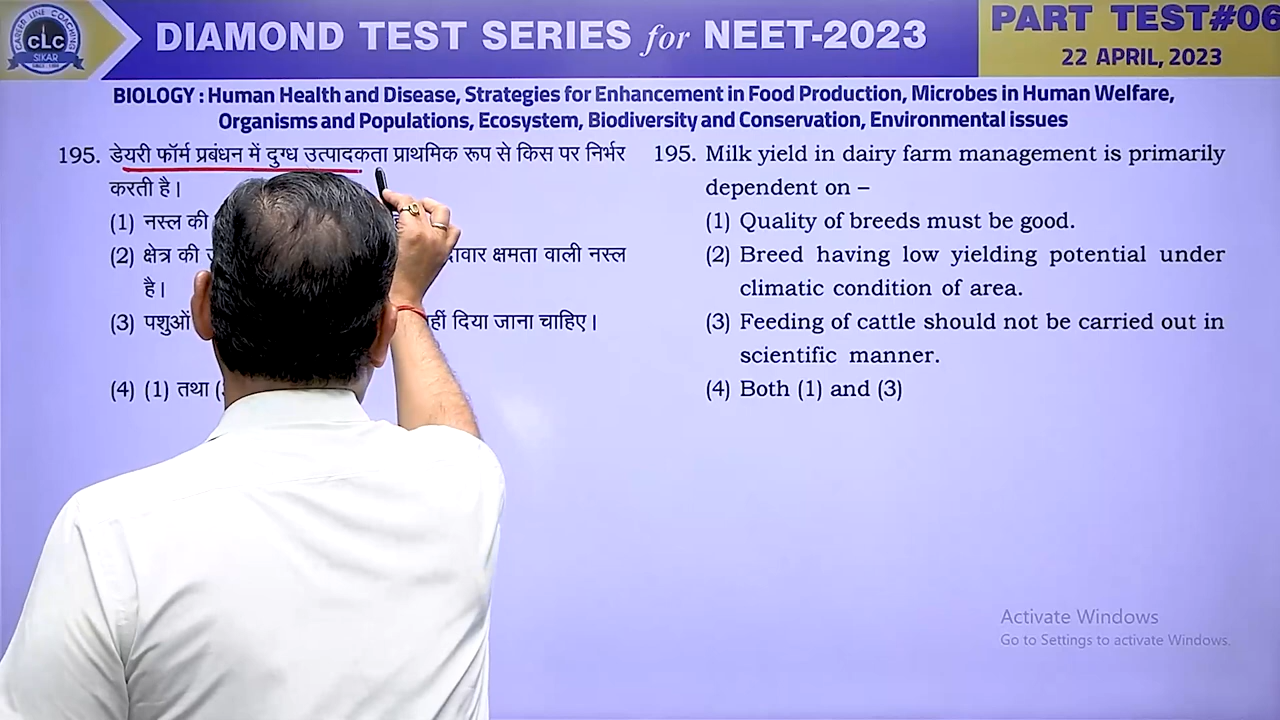 CAREER LINE COACHING
CLC
SIKAR
DIAMOND TEST SERIES for NEET-2023
PART TEST#06
22 APRIL, 2023
BIOLOGY : Human Health and Disease, Strategies for Enhancement in Food Production, Microbes in Human Welfare,
Organisms and Populations, Ecosystem, Biodiversity and Conservation, Environmental issues
195. डेयरी फॉर्म प्रबंधन में दुग्ध उत्पादकता प्राथमिक रूप से किस पर निर्भर
करती है।
(1) नस्ल की
(2) क्षेत्र की क्षमता वाली नस्ल
है।
(3) पशुओं दिया जाना चाहिए।
(4) (1) तथा
195. Milk yield in dairy farm management is primarily
dependent on –
(1) Quality of breeds must be good.
(2) Breed having low yielding potential under
climatic condition of area.
(3) Feeding of cattle should not be carried out in
scientific manner.
(4) Both (1) and (3)
Activate Windows
Go to Settings to activate Windows.